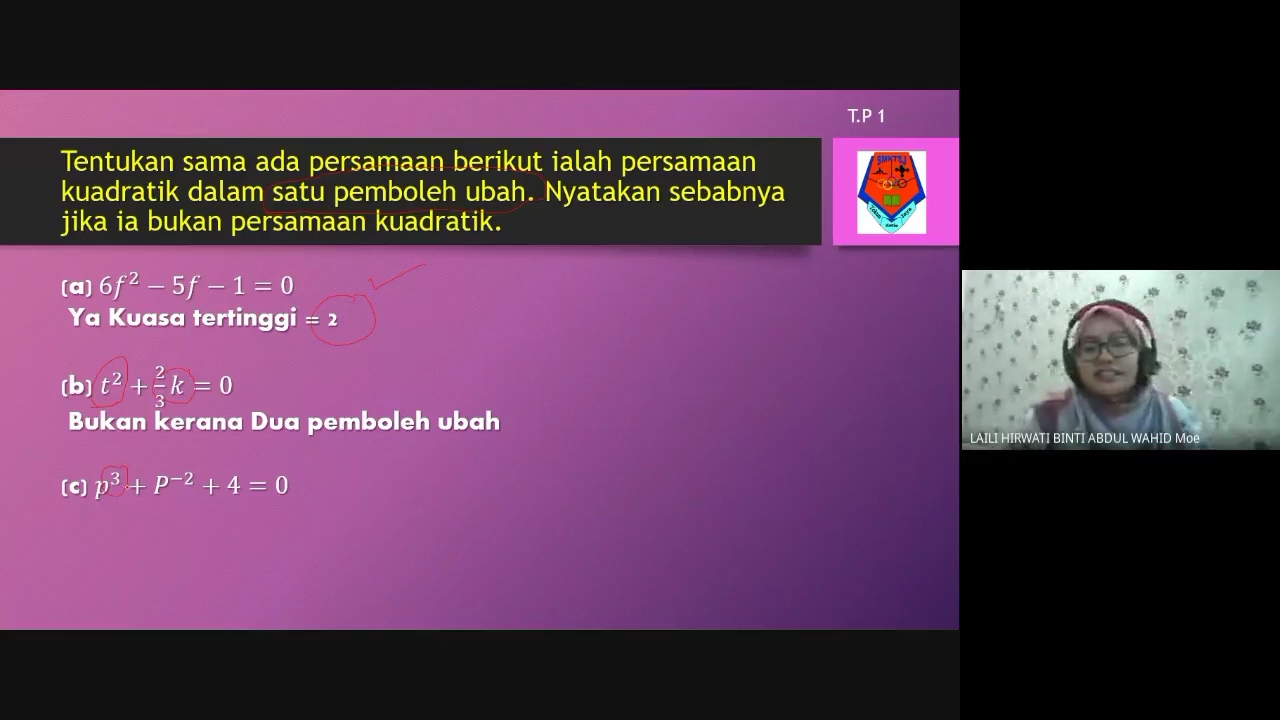 T.P 1
Tentukan sama ada persamaan berikut ialah persamaan
kuadratik dalam satu pemboleh ubah. Nyatakan sebabnya
jika ia bukan persamaan kuadratik.
SMKTSJ
(a) 6f² − 5f − 1 = 0
Ya Kuasa tertinggi = 2
(b) t² + 2/3 k = 0
Bukan kerana Dua pemboleh ubah
(c) p³ + P⁻² + 4 = 0
LAILI HIRWATI BINTI ABDUL WAHID Moe